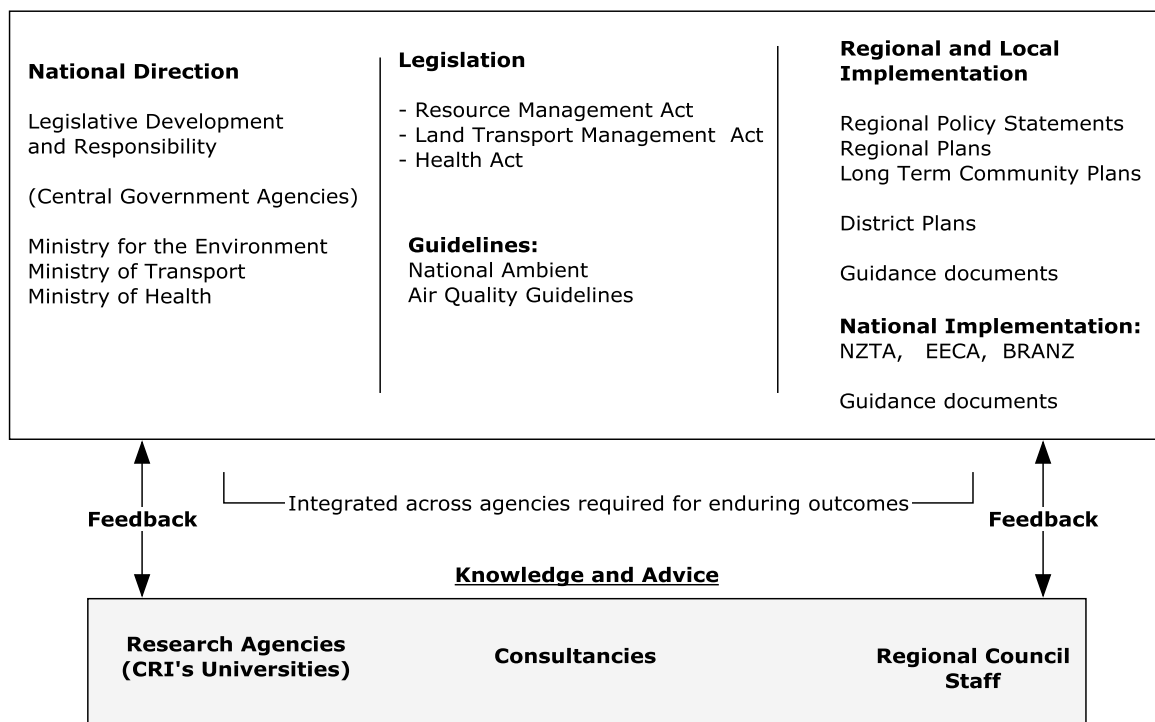 National Direction
Legislative Development
and Responsibility
(Central Government Agencies)
Ministry for the Environment
Ministry of Transport
Ministry of Health
Legislation
- Resource Management Act
- Land Transport Management Act
- Health Act
Guidelines:
National Ambient
Air Quality Guidelines
Regional and Local
Implementation
Regional Policy Statements
Regional Plans
Long Term Community Plans
District Plans
Guidance documents
National Implementation:
NZTA, EECA, BRANZ
Guidance documents
Integrated across agencies required for enduring outcomes
Feedback
Feedback
Knowledge and Advice
Research Agencies
(CRI's Universities)
Consultancies
Regional Council
Staff